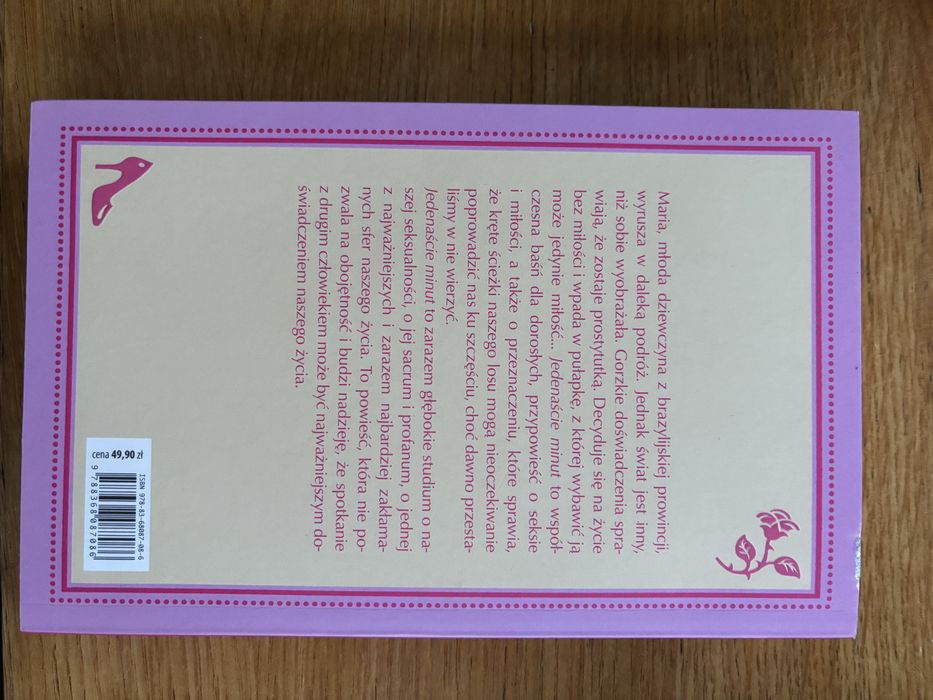 Maria, młoda dziewczyna z brazylijskiej prowincji,
wyrusza w daleką podróż. Jednak świat jest inny,
niż sobie wyobrażała. Gorzkie doświadczenia spra-
wiają, że zostaje prostytutką. Decyduje się na życie
bez miłości i wpada w pułapkę, z której wybawić ją
może jedynie miłość... Jedenaście minut to współ-
czesna baśń dla dorosłych, przypowieść o seksie
i miłości, a także o przeznaczeniu, które sprawia,
że kręte ścieżki naszego losu mogą nieoczekiwanie
poprowadzić nas ku szczęściu, choć dawno przesta-
liśmy w nie wierzyć.
Jedenaście minut to zarazem głębokie studium o na-
szej seksualności, o jej sacrum i profanum, o jednej
z najważniejszych i zarazem najbardziej zakłama-
nych sfer naszego życia. To powieść, która nie po-
zwala na obojętność i budzi nadzieję, że spotkanie
z drugim człowiekiem może być najważniejszym do-
świadczeniem naszego życia.
ISBN 978-83-68087-08-6
9 788368 087086
cena 49,90 zł